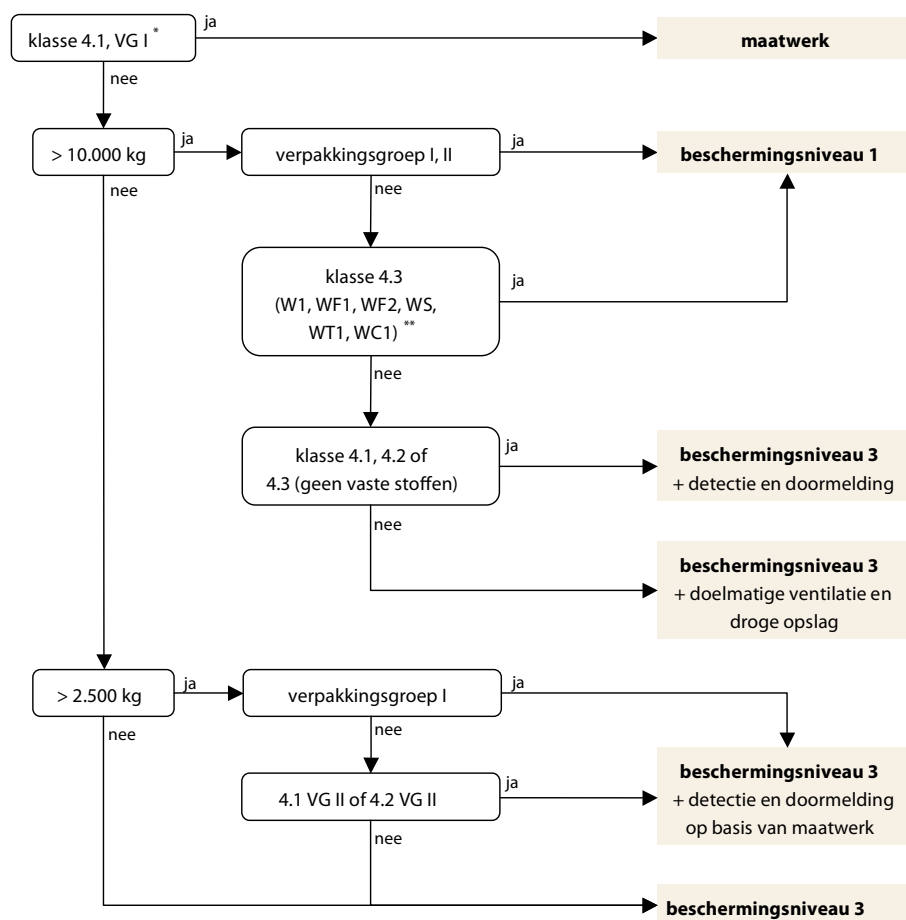 klasse 4.1, VG I *
ja
maatwerk
nee
> 10.000 kg
ja
verpakkingsgroep I, II
ja
beschermingsniveau 1
nee
nee
klasse 4.3
(W1, WF1, WF2, WS,
WT1, WC1) **
ja
nee
klasse 4.1, 4.2 of
4.3 (geen vaste stoffen)
ja
beschermingsniveau 3
+ detectie en doormelding
nee
beschermingsniveau 3
+ doelmatige ventilatie en
droge opslag
> 2.500 kg
ja
verpakkingsgroep I
ja
nee
nee
4.1 VG II of 4.2 VG II
ja
beschermingsniveau 3
+ detectie en doormelding
op basis van maatwerk
nee
beschermingsniveau 3